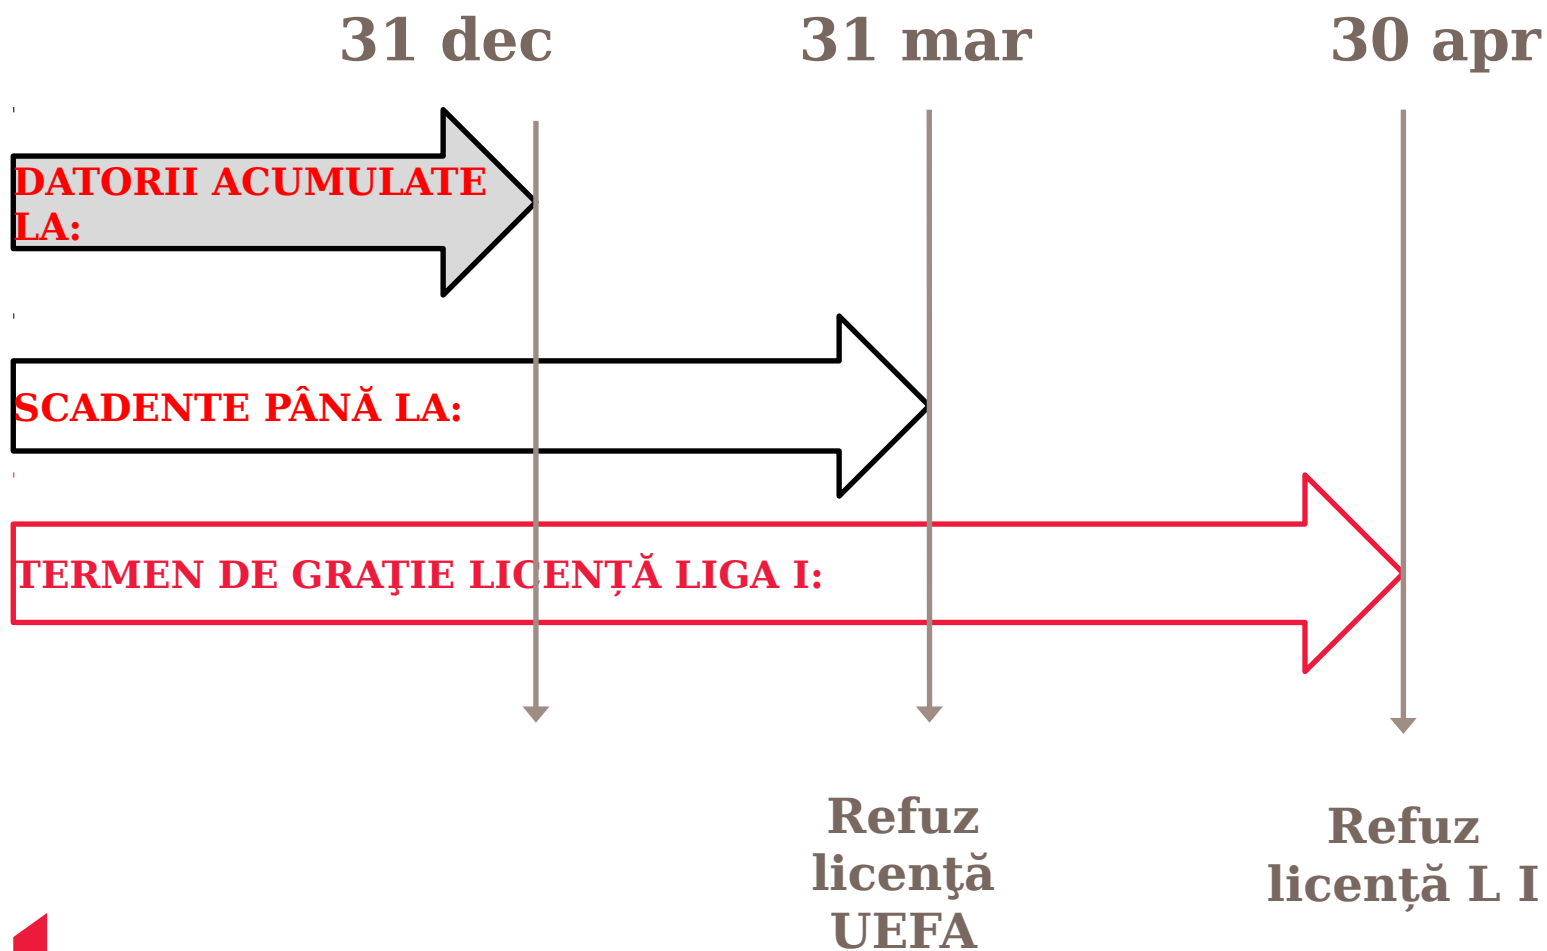 31 dec
31 mar
30 apr
DATORII ACUMULATE
LA:
SCADENTE PÂNĂ LA:
TERMEN DE GRAŢIE LICENȚĂ LIGA I:
Refuz
licenţă
UEFA
Refuz
licență L I